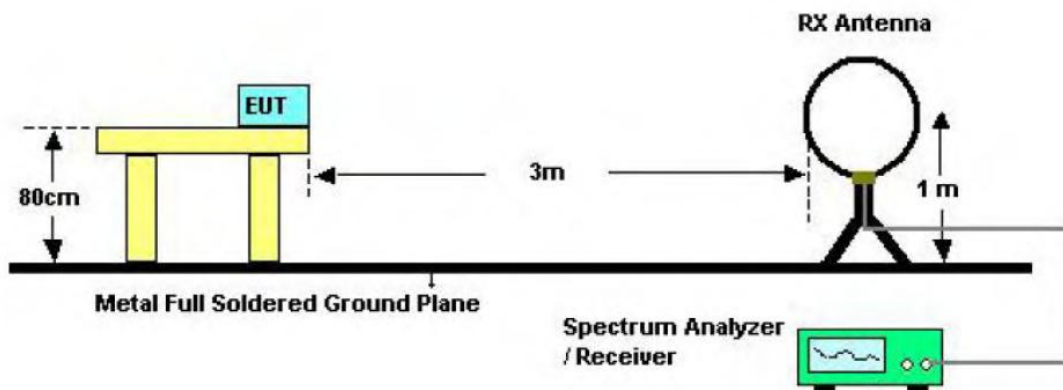 RX Antenna
EUT
3m
80cm
1 m
Metal Full Soldered Ground Plane
Spectrum Analyzer
/ Receiver